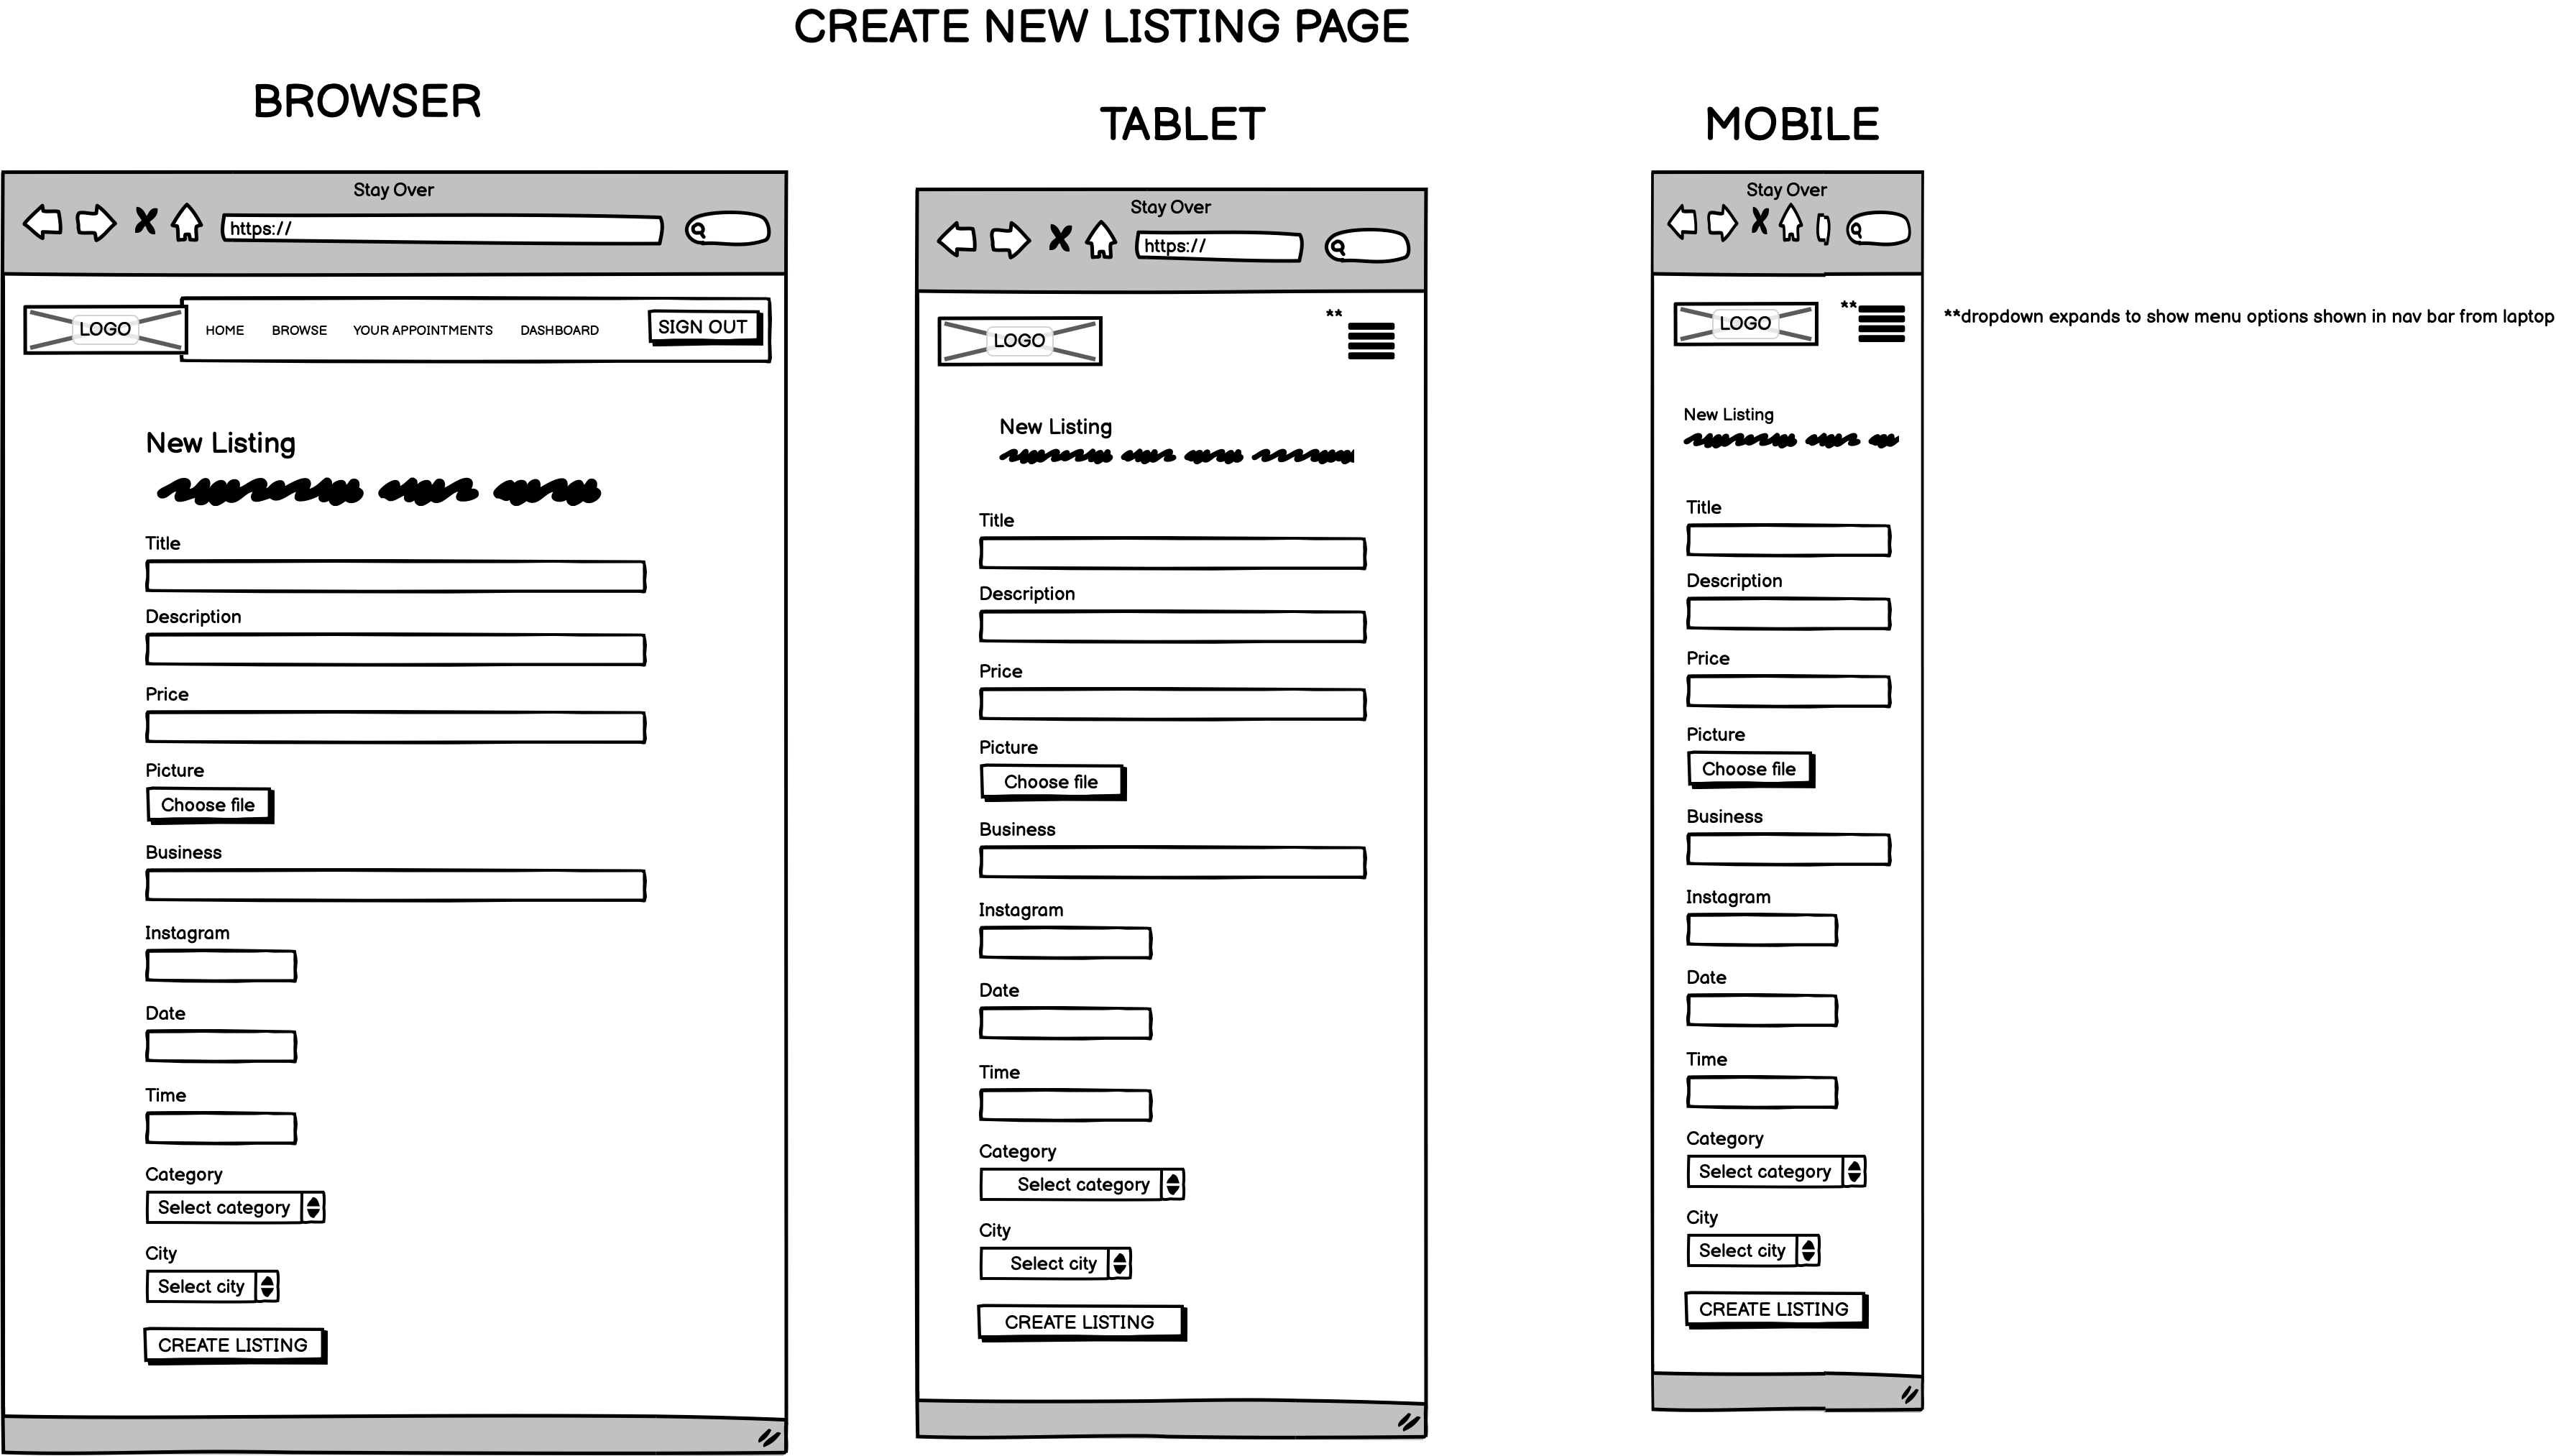 CREATE NEW LISTING PAGE
BROWSER
Stay Over
https://
LOGO
HOME BROWSE YOUR APPOINTMENTS DASHBOARD SIGN OUT
New Listing
Title
Description
Price
Picture
Choose file
Business
Instagram
Date
Time
Category
Select category
City
Select city
CREATE LISTING
TABLET
Stay Over
https://
LOGO
**
New Listing
Title
Description
Price
Picture
Choose file
Business
Instagram
Date
Time
Category
Select category
City
Select city
CREATE LISTING
MOBILE
Stay Over
LOGO
**
**dropdown expands to show menu options shown in nav bar from laptop
New Listing
Title
Description
Price
Picture
Choose file
Business
Instagram
Date
Time
Category
Select category
City
Select city
CREATE LISTING